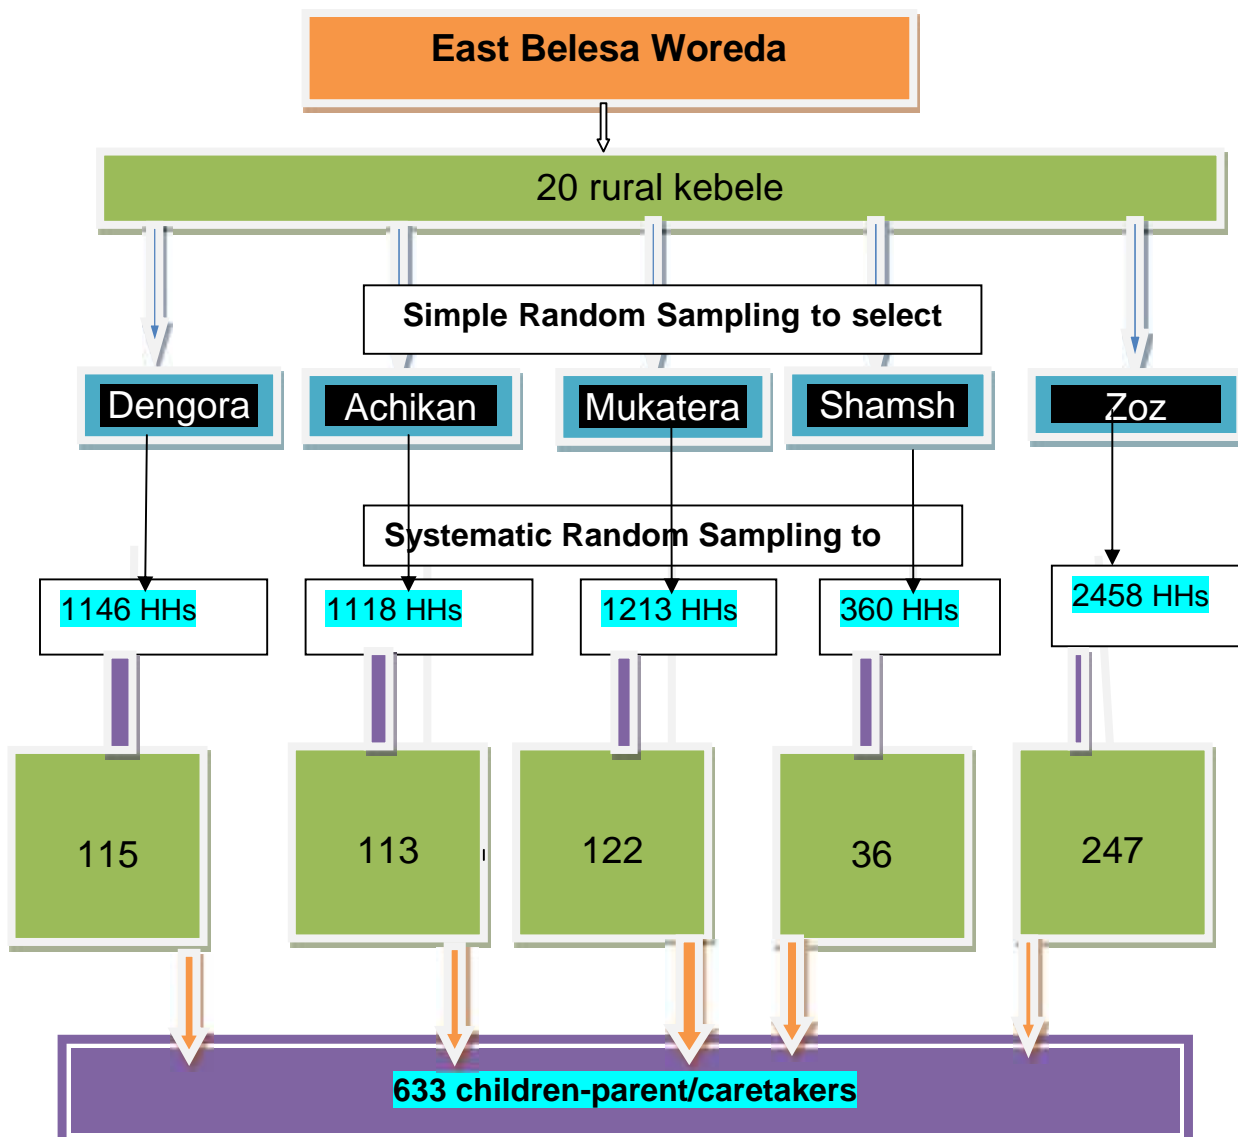 East Belesa Woreda
20 rural kebele
Simple Random Sampling to select
Dengora
Achikan
Mukatera
Shamsh
Zoz
Systematic Random Sampling to
1146 HHs
1118 HHs
1213 HHs
360 HHs
2458 HHs
115
113
122
36
247
633 children-parent/caretakers